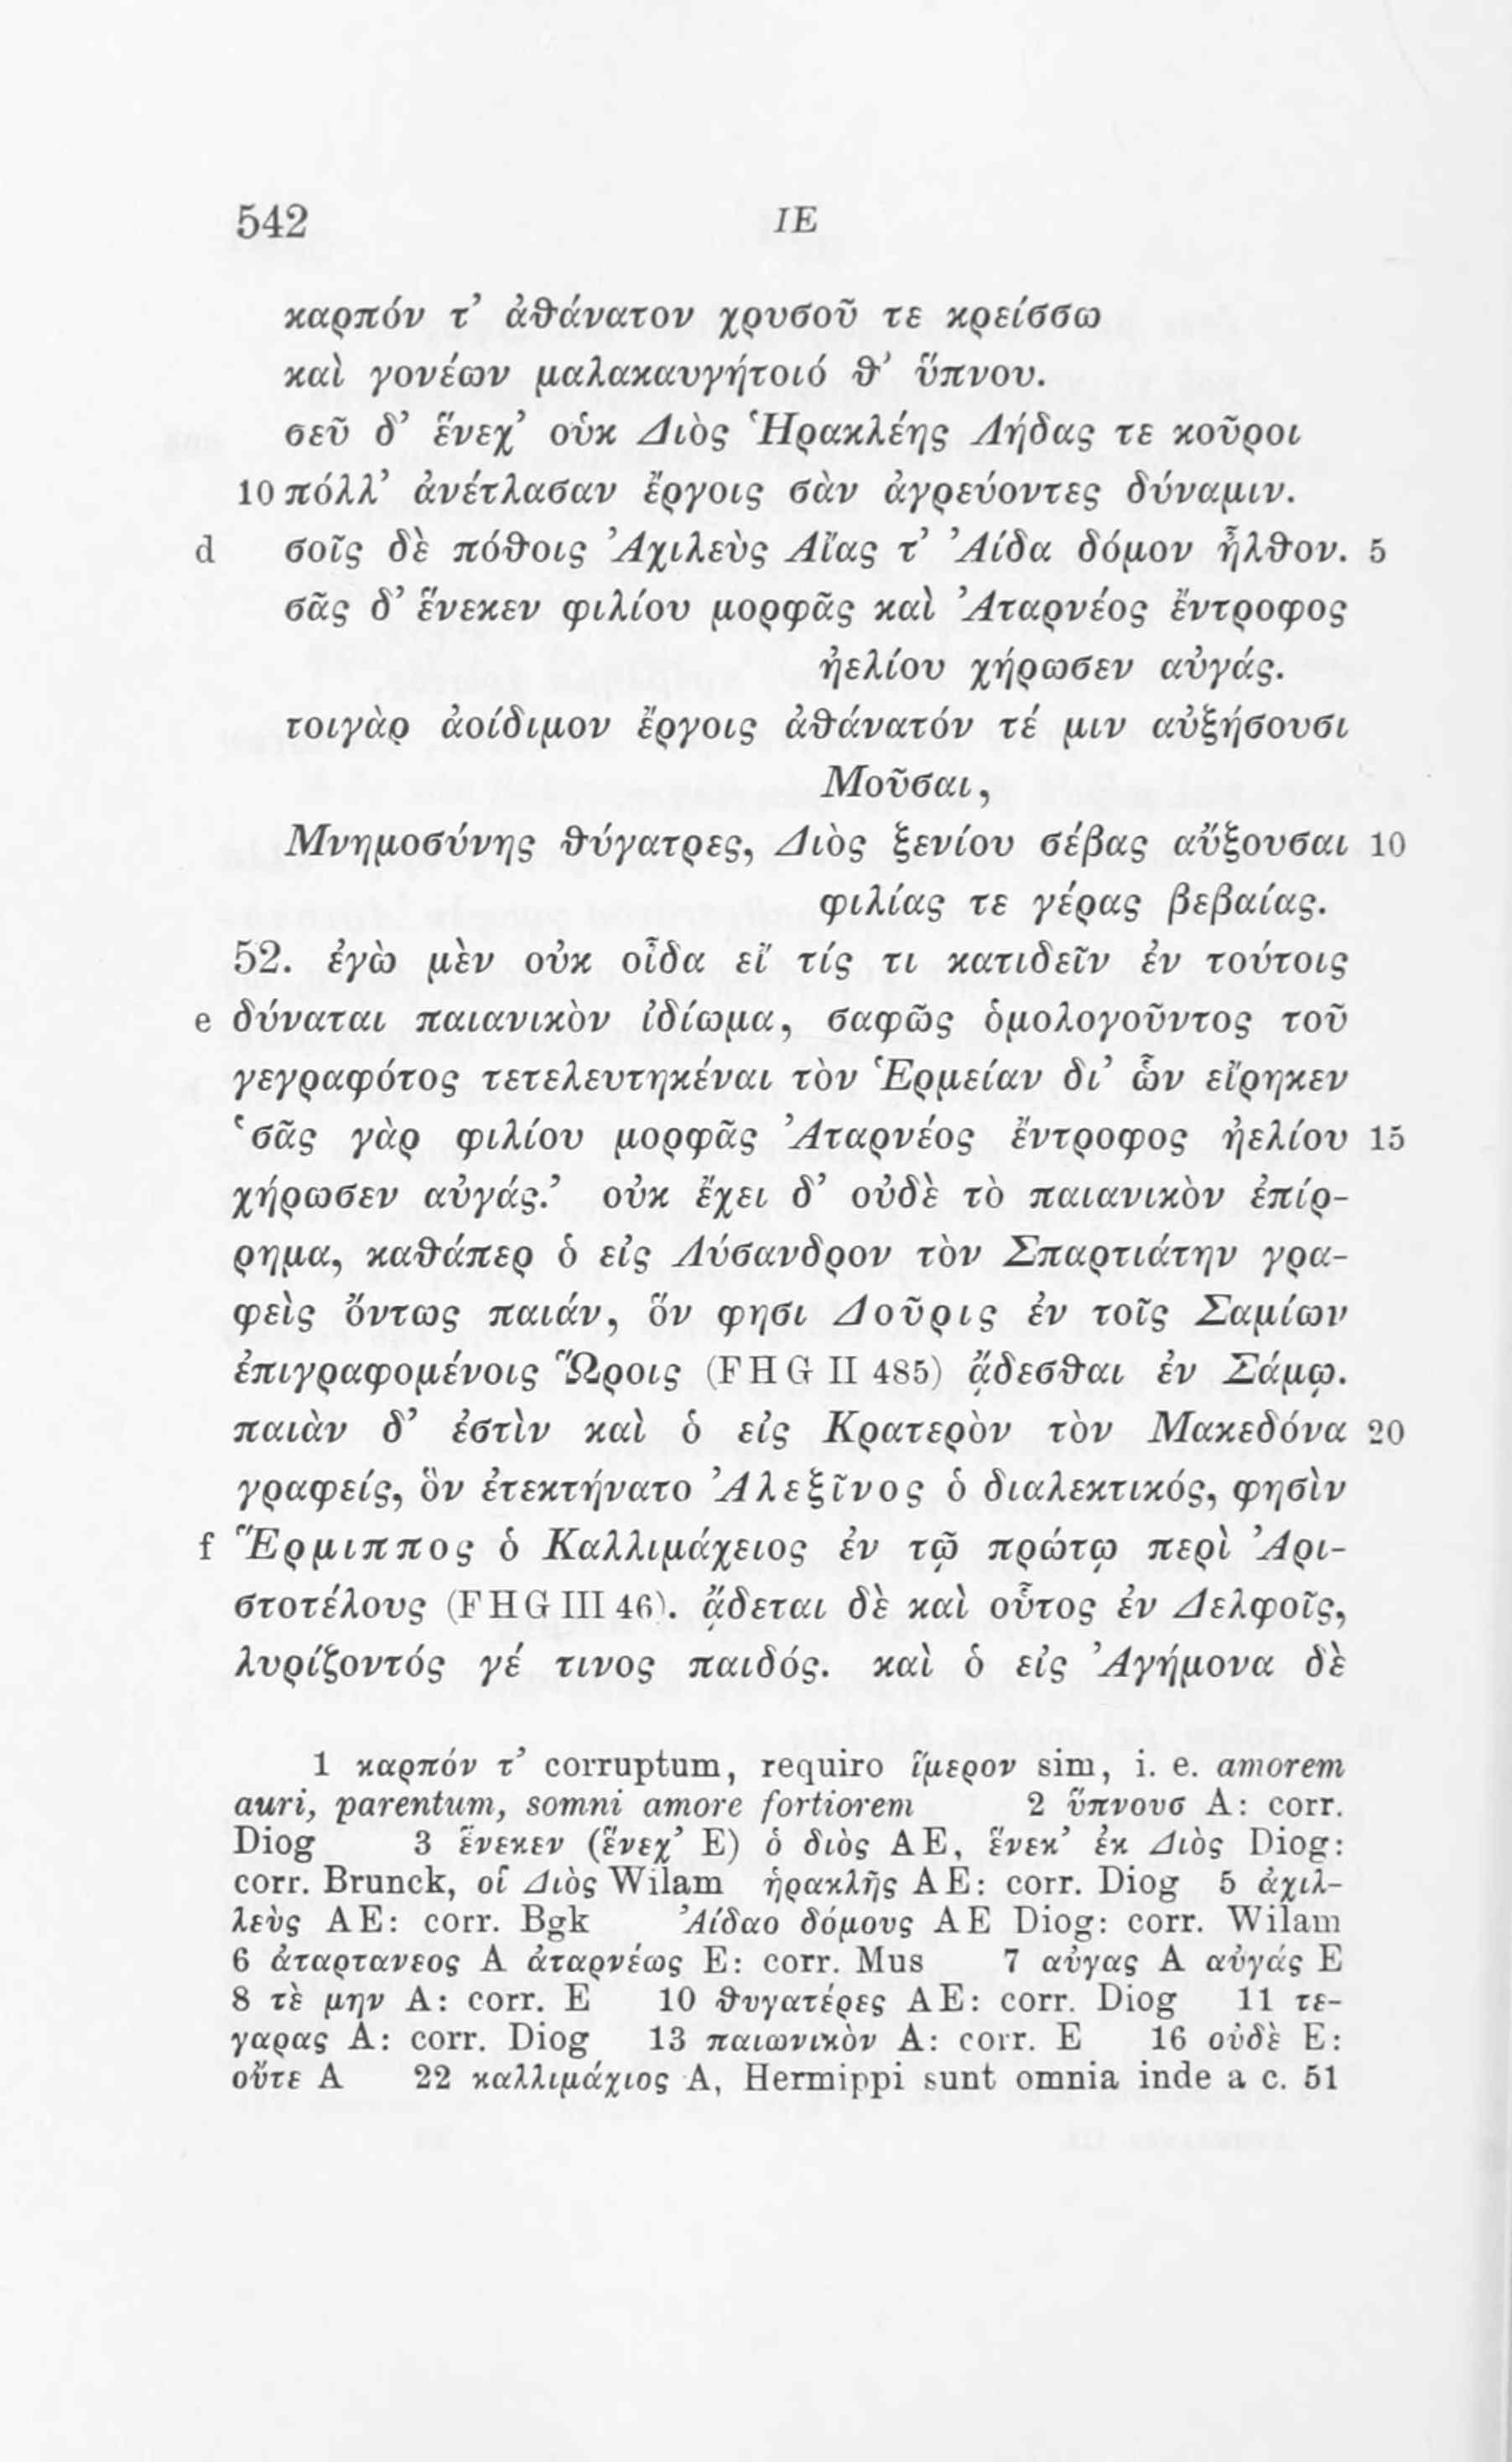 542 ΙΕ
καρπόν τ’ ἀθάνατον χρυσοῦ τε κρείσσω
καὶ γονέων μαλακαυγήτοιό θ’ ὕπνου.
σεῦ δ’ ἕνεχ’ οὑκ Διὸς Ἡρακλέης Λήδας τε κοῦροι
10 πόλλ’ ἀνέτλασαν ἔργοις σὰν ἀγρεύοντες δύναμιν.
d σοῖς δὲ πόθοις Ἀχιλεὺς Αἴας τ’ Ἀίδα δόμον ἦλθον. 5
σᾶς δ’ ἕνεκεν φιλίου μορφᾶς καὶ Ἀταρνέος ἔντροφος
ἠελίου χήρωσεν αὐγάς.
τοιγὰρ ἀοίδιμον ἔργοις ἀθάνατόν τέ μιν αὐξήσουσι
Μοῦσαι,
Μνημοσύνης θύγατρες, Διὸς ξενίου σέβας αὔξουσαι 10
φιλίας τε γέρας βεβαίας.
52. ἐγὼ μὲν οὐκ οἶδα εἴ τίς τι κατιδεῖν ἐν τούτοις
e δύναται παιανικὸν ἰδίωμα, σαφῶς ὁμολογοῦντος τοῦ
γεγραφότος τετελευτηκέναι τὸν Ἑρμείαν δι’ ὧν εἴρηκεν
‘σᾶς γὰρ φιλίου μορφᾶς Ἀταρνέος ἔντροφος ἠελίου 15
χήρωσεν αὐγάς.’ οὐκ ἔχει δ’ οὐδὲ τὸ παιανικὸν ἐπίρ-
ρημα, καθάπερ ὁ εἰς Λύσανδρον τὸν Σπαρτιάτην γρα-
φεὶς ὄντως παιάν, ὅν φησι Δοῦρις ἐν τοῖς Σαμίων
ἐπιγραφομένοις Ὥροις (FHG II 485) ᾄδεσθαι ἐν Σάμῳ.
παιὰν δ’ ἐστὶν καὶ ὁ εἰς Κρατερὸν τὸν Μακεδόνα 20
γραφείς, ὃν ἐτεκτήνατο Ἀλεξῖνος ὁ διαλεκτικός, φησὶν
f Ἕρμιππος ὁ Καλλιμάχειος ἐν τῷ πρώτῳ περὶ Ἀρι-
στοτέλους (FHG III 46). ᾄδεται δὲ καὶ οὗτος ἐν Δελφοῖς,
λυρίζοντός γέ τινος παιδός. καὶ ὁ εἰς Ἀγήμονα δὲ
1 καρπόν τ’ corruptum, requiro ἵμερον sim, i. e. amorem
auri, parentum, somni amore fortiorem 2 ὕπνουσ A: corr.
Diog 3 ἕνεκεν (ἕνεχ’ E) ὁ διὸς AE, ἕνεκ’ ἐκ Διὸς Diog:
corr. Brunck, οἵ Διὸς Wilam ἡρακλῆς AE: corr. Diog 5 ἀχιλ-
λεὺς AE: corr. Bgk Ἀίδαο δόμους AE Diog: corr. Wilam
6 ἀταρτανεος A ἀταρνέως E: corr. Mus 7 αὐγας A αὐγάς E
8 τὲ μην A: corr. E 10 θυγατέρες AE: corr. Diog 11 τε-
γαρας A: corr. Diog 13 παιωνικὸν A: corr. E 16 οὐδὲ E:
οὔτε A 22 καλλιμάχιος A, Hermippi sunt omnia inde a c. 51